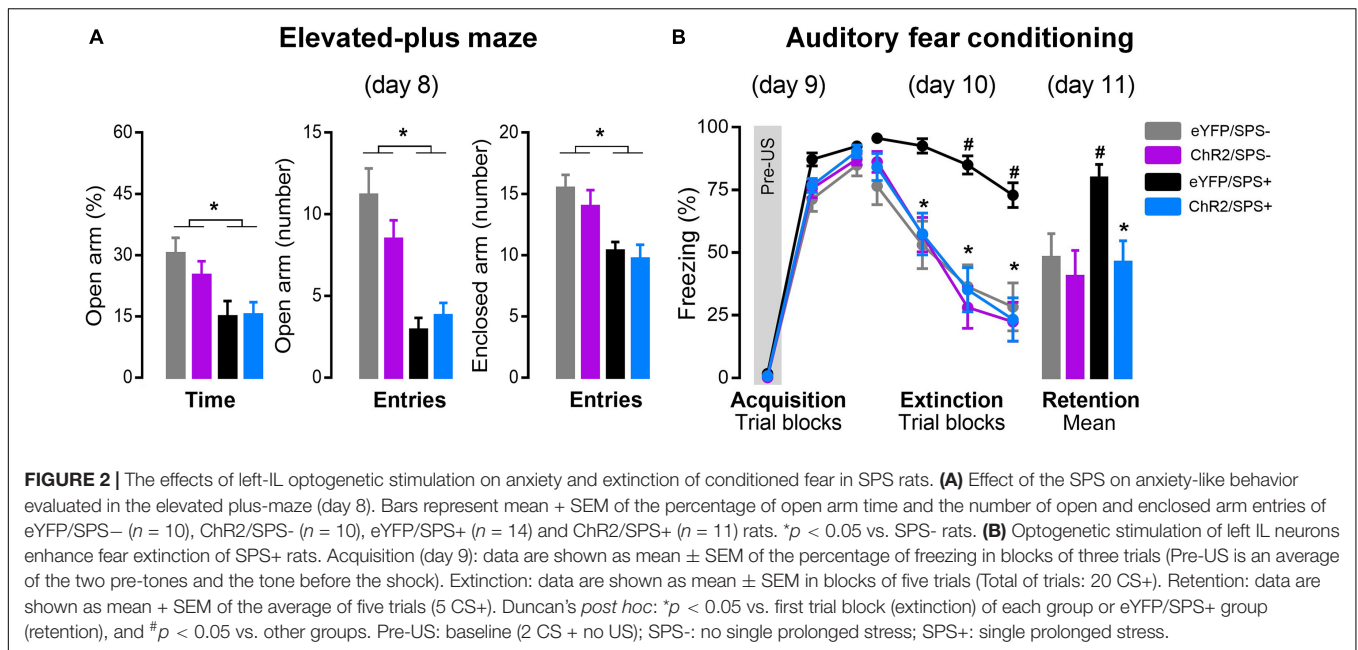 A Elevated-plus maze
(day 8)
Open arm (%)
60
45
30
15
0
*
Time
Open arm (number)
15
10
5
0
*
Entries
Enclosed arm (number)
20
15
10
5
0
*
Entries
B Auditory fear conditioning
(day 9) (day 10) (day 11)
Freezing (%)
100
75
50
25
0
Pre-US
# # #
* * * *
eYFP/SPS-
ChR2/SPS-
eYFP/SPS+
ChR2/SPS+
Acquisition Extinction Retention
Trial blocks Trial blocks Mean
FIGURE 2 | The effects of left-IL optogenetic stimulation on anxiety and extinction of conditioned fear in SPS rats. (A) Effect of the SPS on anxiety-like behavior
evaluated in the elevated plus-maze (day 8). Bars represent mean + SEM of the percentage of open arm time and the number of open and enclosed arm entries of
eYFP/SPS− (n = 10), ChR2/SPS- (n = 10), eYFP/SPS+ (n = 14) and ChR2/SPS+ (n = 11) rats. *p < 0.05 vs. SPS- rats. (B) Optogenetic stimulation of left IL neurons
enhance fear extinction of SPS+ rats. Acquisition (day 9): data are shown as mean ± SEM of the percentage of freezing in blocks of three trials (Pre-US is an average
of the two pre-tones and the tone before the shock). Extinction: data are shown as mean ± SEM in blocks of five trials (Total of trials: 20 CS+). Retention: data are
shown as mean + SEM of the average of five trials (5 CS+). Duncan's post hoc: *p < 0.05 vs. first trial block (extinction) of each group or eYFP/SPS+ group
(retention), and #p < 0.05 vs. other groups. Pre-US: baseline (2 CS + no US); SPS-: no single prolonged stress; SPS+: single prolonged stress.